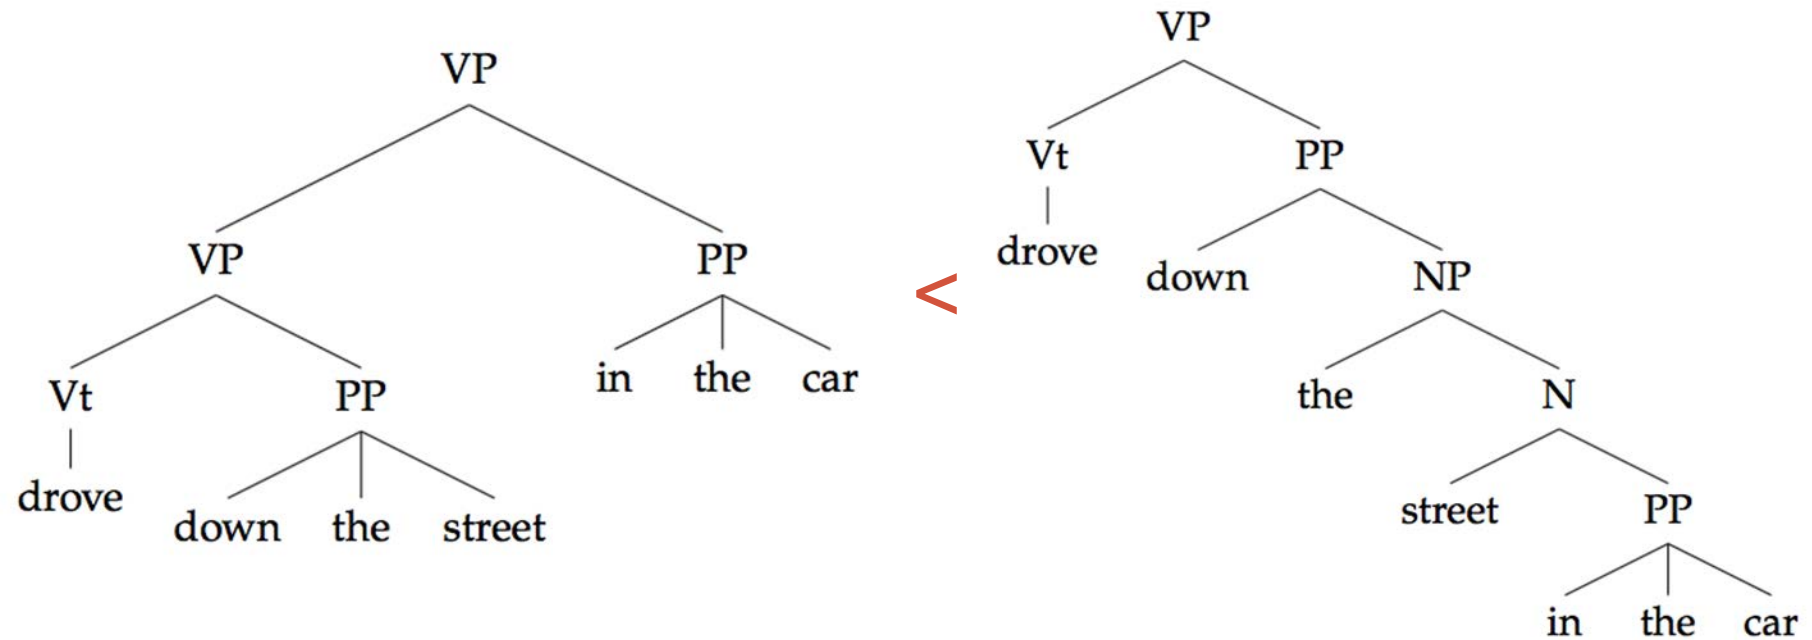 VP
VP PP
Vt PP in the car
drove down the street
<
VP
Vt PP
drove down NP
the N
street PP
in the car